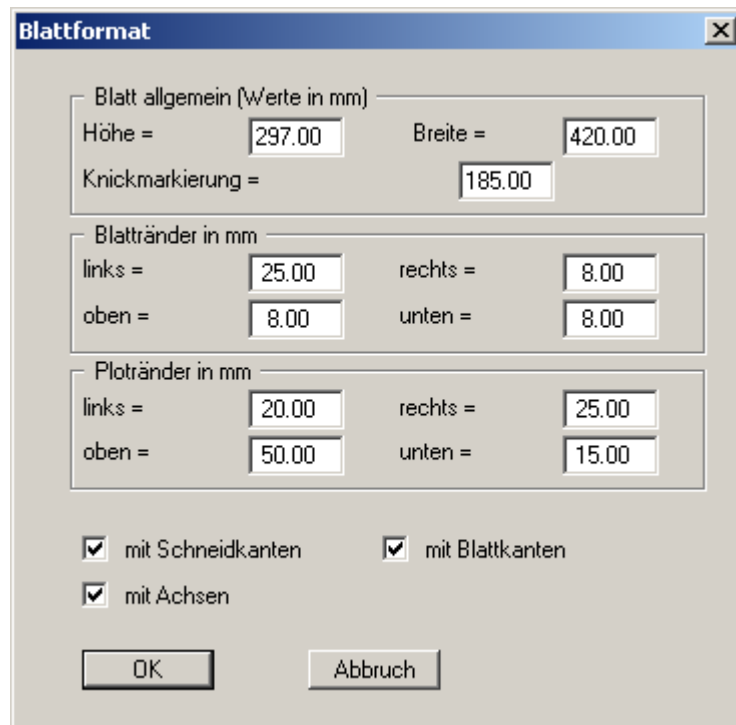 Blattformat
Blatt allgemein (Werte in mm)
Höhe = 297.00 Breite = 420.00
Knickmarkierung = 185.00
Blattränder in mm
links = 25.00 rechts = 8.00
oben = 8.00 unten = 8.00
Plotränder in mm
links = 20.00 rechts = 25.00
oben = 50.00 unten = 15.00
mit Schneidkanten mit Blattkanten
mit Achsen
OK Abbruch